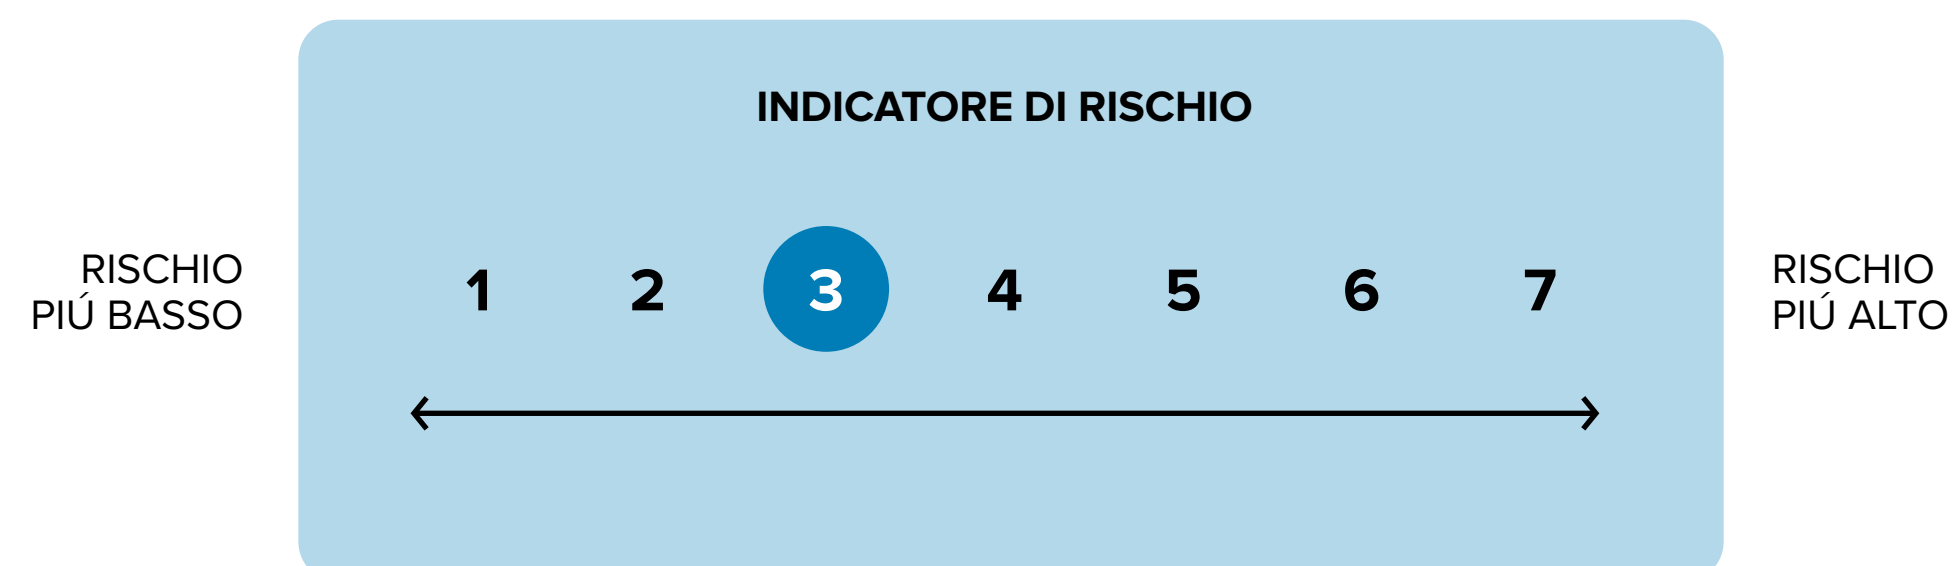 INDICATORE DI RISCHIO
RISCHIO
PIÚ BASSO
1 2 3 4 5 6 7
RISCHIO
PIÚ ALTO